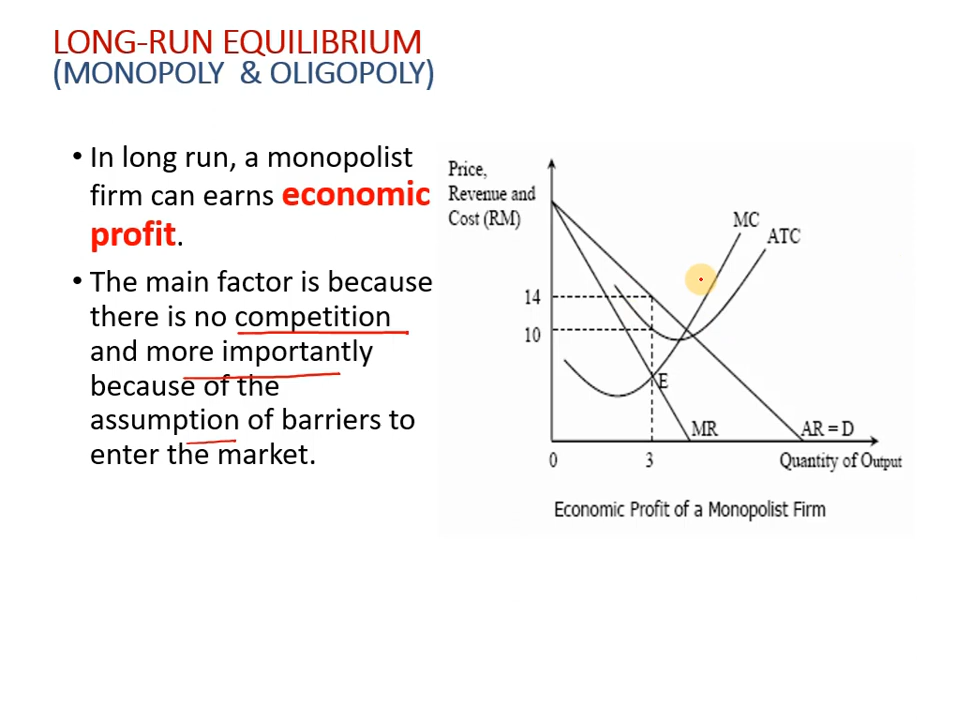 LONG-RUN EQUILIBRIUM
(MONOPOLY & OLIGOPOLY)
• In long run, a monopolist
firm can earns economic
profit.
• The main factor is because
there is no competition
and more importantly
because of the
assumption of barriers to
enter the market.
Price,
Revenue and
Cost (RM)
MC
ATC
14
10
E
MR
AR = D
0
3
Quantity of Output
Economic Profit of a Monopolist Firm